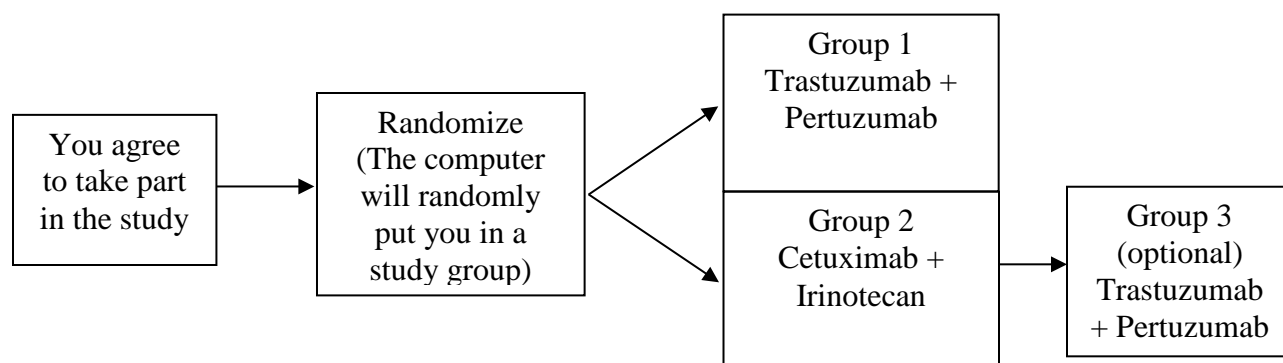 You agree
to take part
in the study
Randomize
(The computer
will randomly
put you in a
study group)
Group 1
Trastuzumab +
Pertuzumab
Group 2
Cetuximab +
Irinotecan
Group 3
(optional)
Trastuzumab
+ Pertuzumab